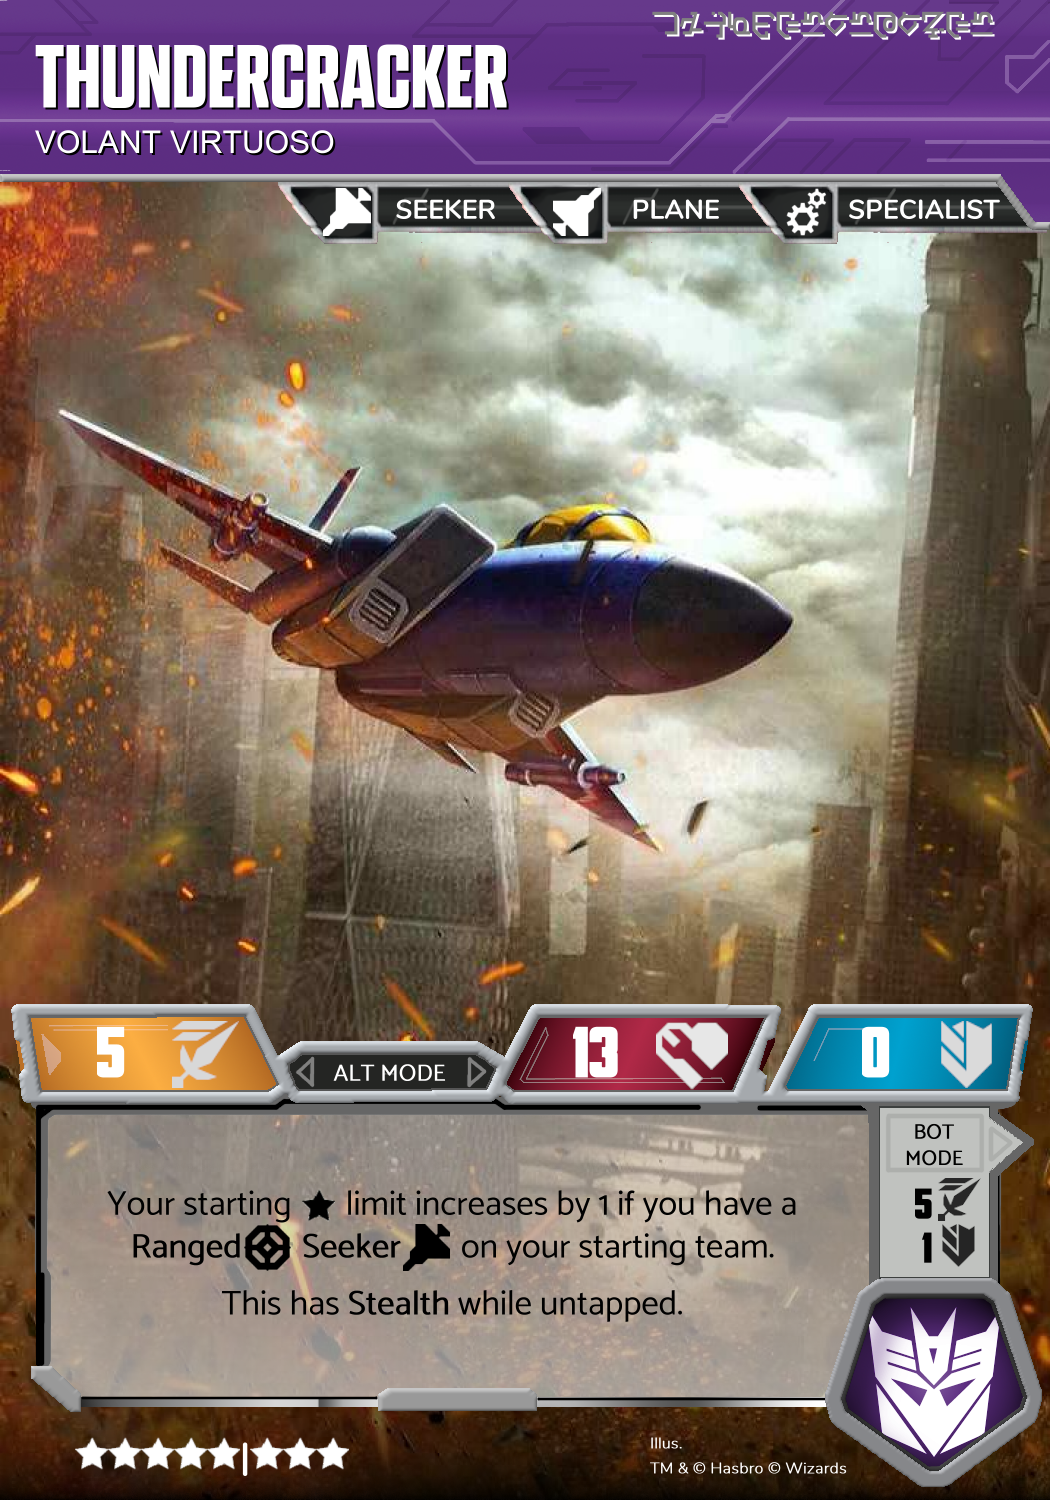 THUNDERCRACKER
VOLANT VIRTUOSO
SEEKER PLANE SPECIALIST
5 ALT MODE 13 0
BOT
MODE
5
1
Your starting ★ limit increases by 1 if you have a
Ranged Seeker on your starting team.
This has Stealth while untapped.
★★★★★|★★★
Illus.
TM & © Hasbro © Wizards